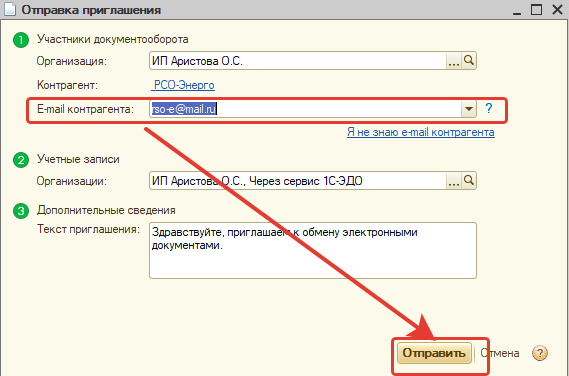 Отправка приглашения
1 Участники документооборота
Организация: ИП Аристова О.С. ...
Контрагент: РСО-Энерго
E-mail контрагента: rso-e@mail.ru ?
Я не знаю e-mail контрагента
2 Учетные записи
Организации: ИП Аристова О.С., Через сервис 1С-ЭДО ...
3 Дополнительные сведения
Текст приглашения: Здравствуйте, приглашаем к обмену электронными
документами.
Отправить Отмена ?